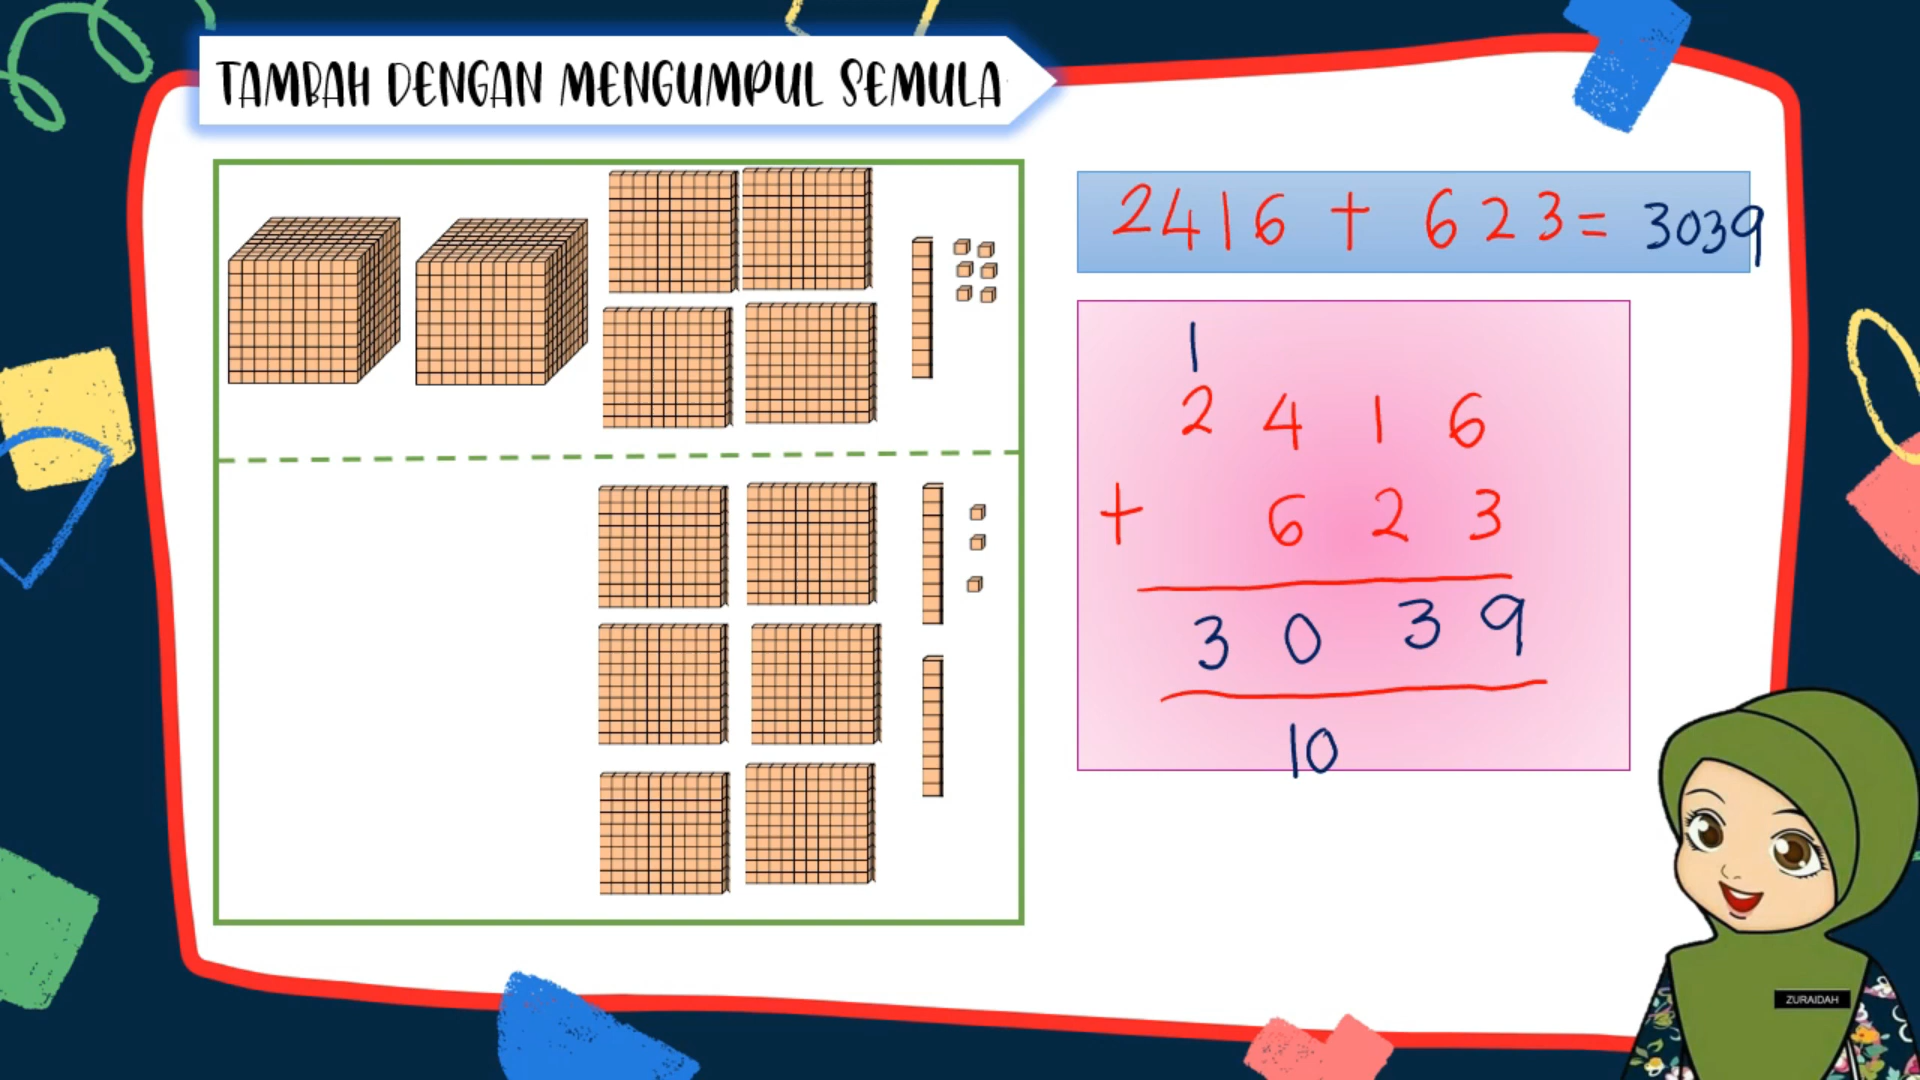 TAMBAH DENGAN MENGUMPUL SEMULA
2416 + 623 = 3039
1
2 4 1 6
+ 6 2 3
3 0 3 9
10
ZURAIDAH